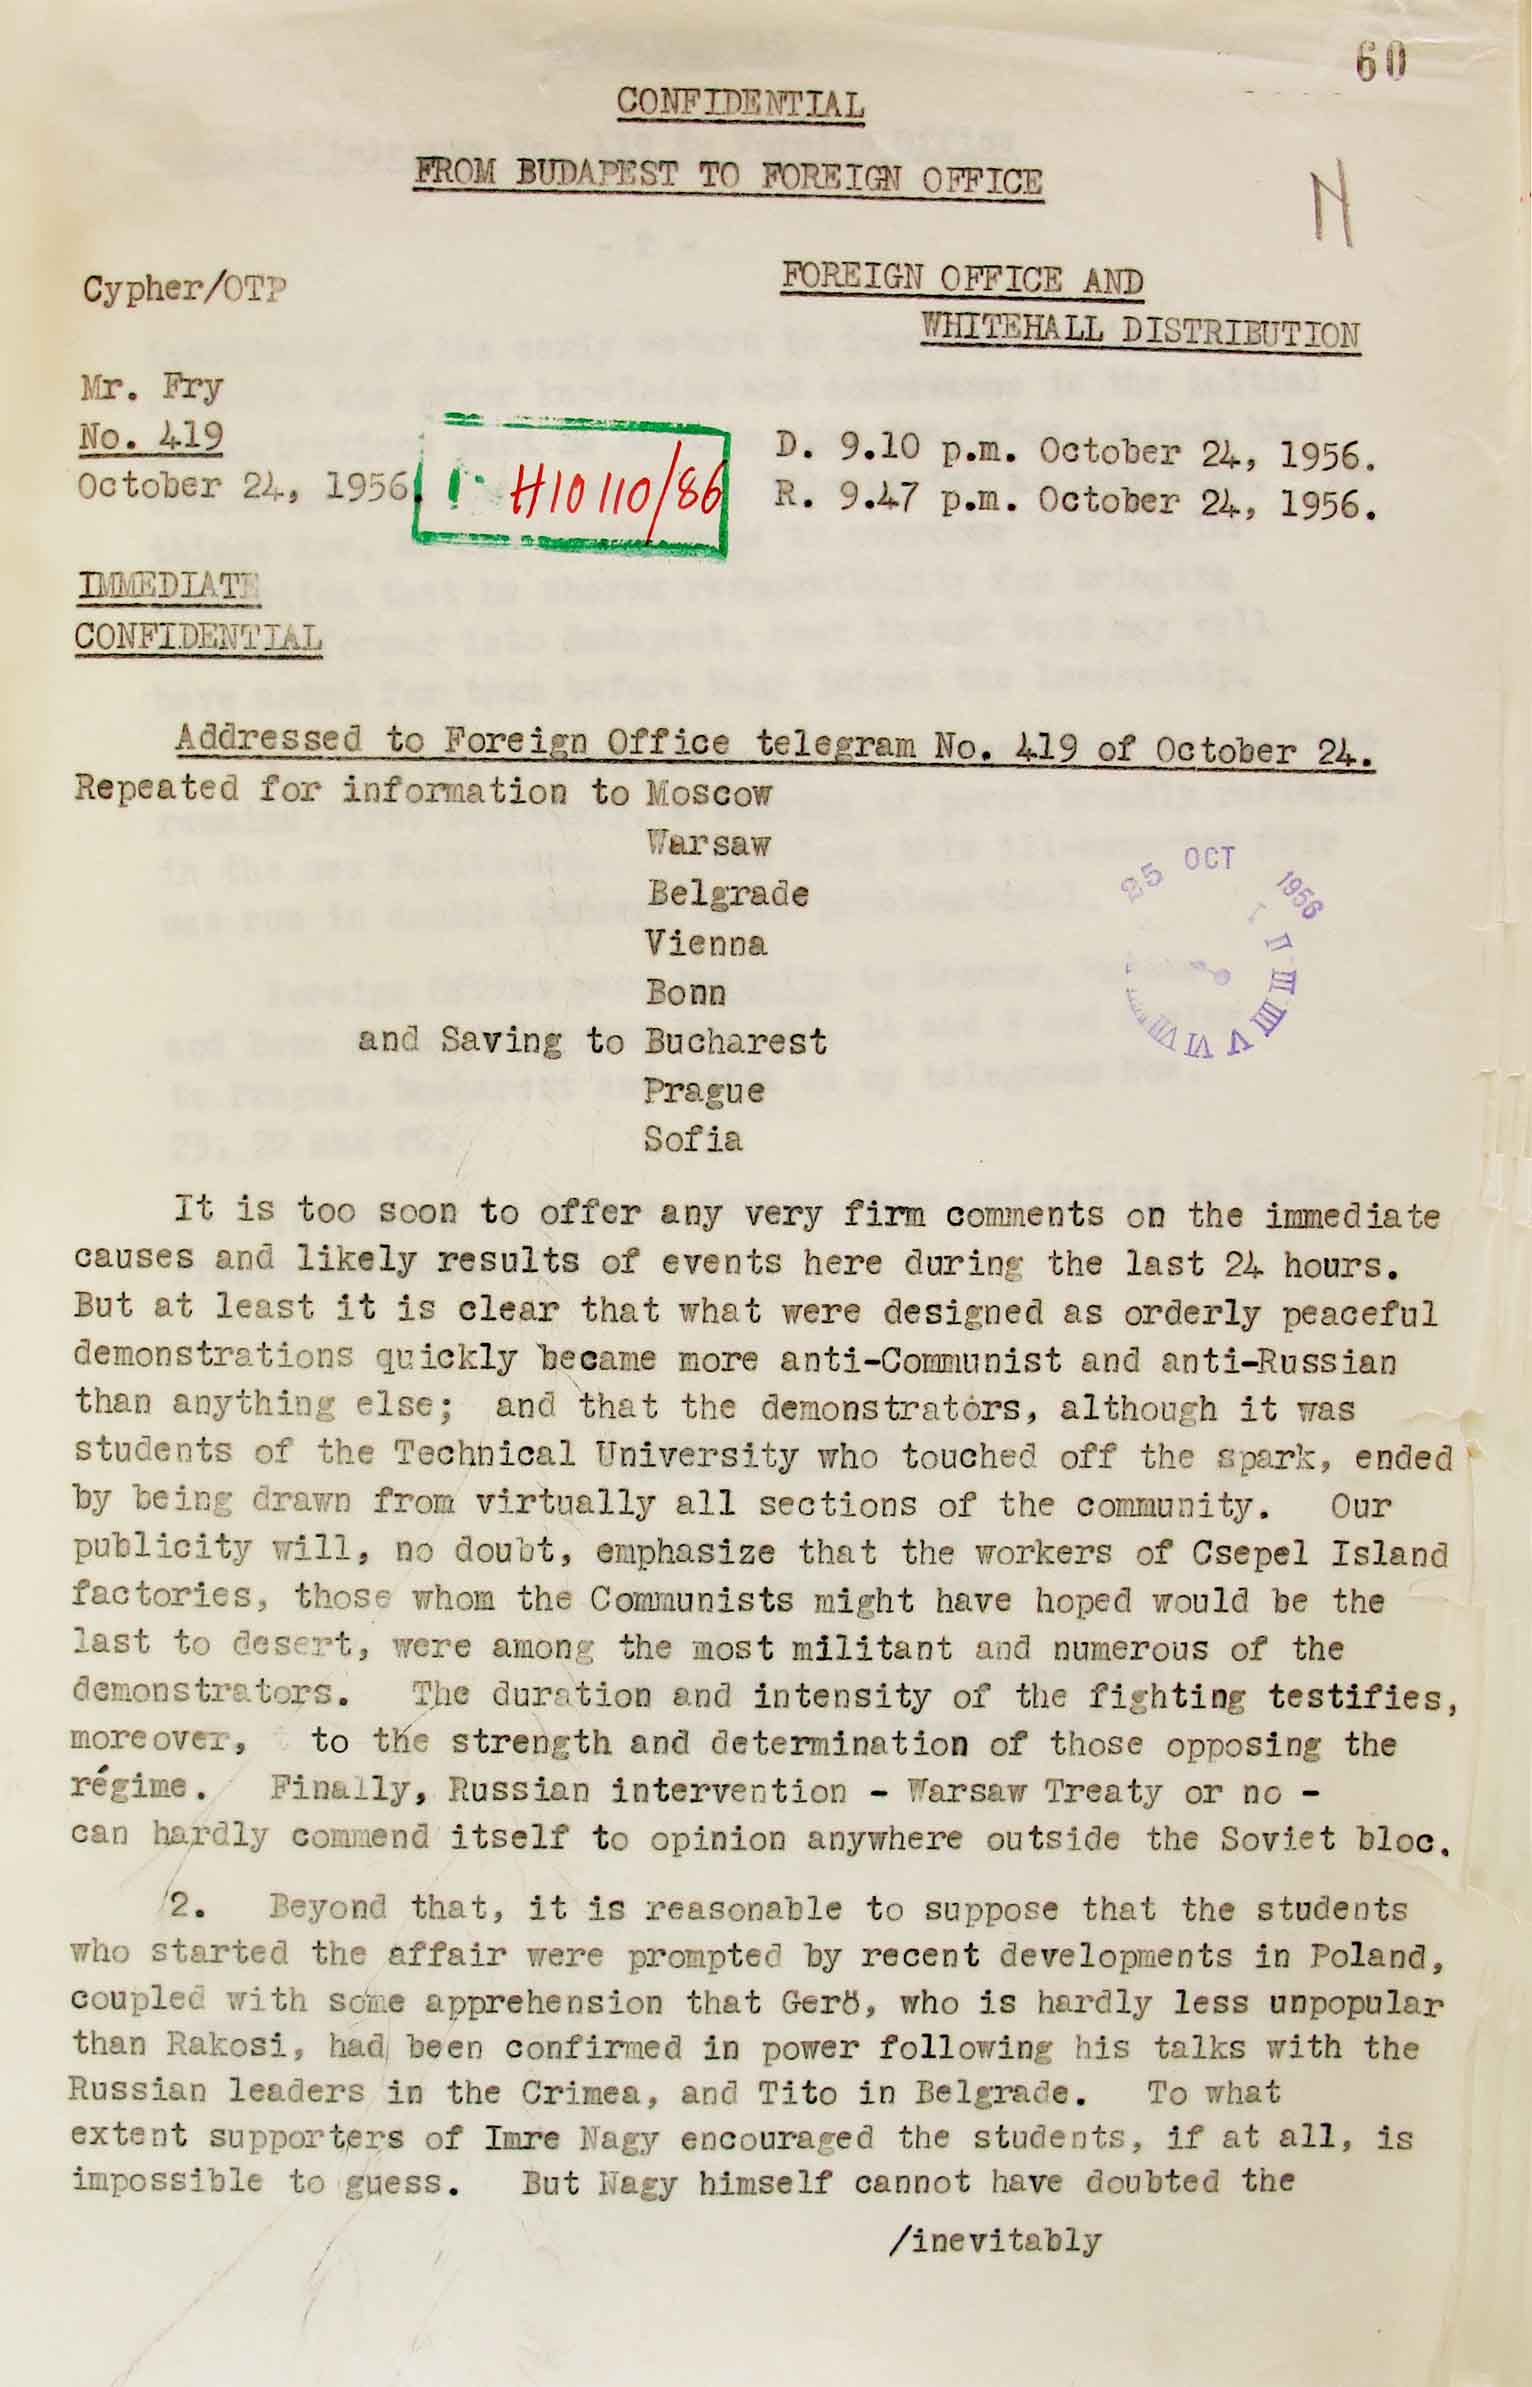 60
CONFIDENTIAL
FROM BUDAPEST TO FOREIGN OFFICE
N
Cypher/OTP
FOREIGN OFFICE AND
WHITEHALL DISTRIBUTION
Mr. Fry
No. 419
October 24, 1956.
H10110/86
D. 9.10 p.m. October 24, 1956.
R. 9.47 p.m. October 24, 1956.
IMMEDIATE
CONFIDENTIAL
Addressed to Foreign Office telegram No. 419 of October 24.
Repeated for information to Moscow
Warsaw
Belgrade
Vienna
Bonn
and Saving to Bucharest
Prague
Sofia
25 OCT 1956
I II III IIII V VI VII
It is too soon to offer any very firm comments on the immediate
causes and likely results of events here during the last 24 hours.
But at least it is clear that what were designed as orderly peaceful
demonstrations quickly became more anti-Communist and anti-Russian
than anything else; and that the demonstrators, although it was
students of the Technical University who touched off the spark, ended
by being drawn from virtually all sections of the community. Our
publicity will, no doubt, emphasize that the workers of Csepel Island
factories, those whom the Communists might have hoped would be the
last to desert, were among the most militant and numerous of the
demonstrators. The duration and intensity of the fighting testifies,
moreover, to the strength and determination of those opposing the
régime. Finally, Russian intervention - Warsaw Treaty or no -
can hardly commend itself to opinion anywhere outside the Soviet bloc.
2. Beyond that, it is reasonable to suppose that the students
who started the affair were prompted by recent developments in Poland,
coupled with some apprehension that Gerö, who is hardly less unpopular
than Rakosi, had been confirmed in power following his talks with the
Russian leaders in the Crimea, and Tito in Belgrade. To what
extent supporters of Imre Nagy encouraged the students, if at all, is
impossible to guess. But Nagy himself cannot have doubted the
/inevitably